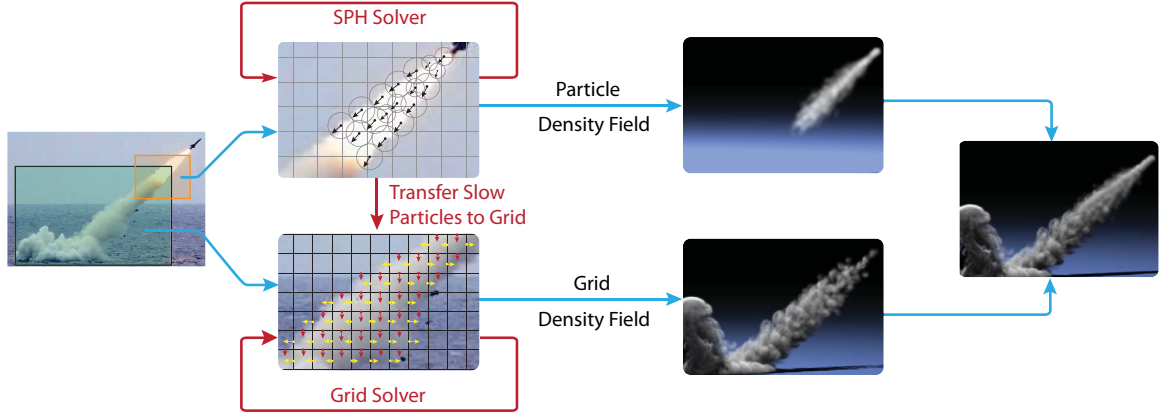 SPH Solver
Particle
Density Field
Transfer Slow
Particles to Grid
Grid
Density Field
Grid Solver